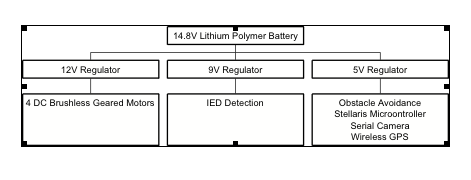 14.8V Lithium Polymer Battery
12V Regulator
9V Regulator
5V Regulator
4 DC Brushless Geared Motors
IED Detection
Obstacle Avoidance
Stellaris Microontroller
Serial Camera
Wireless GPS